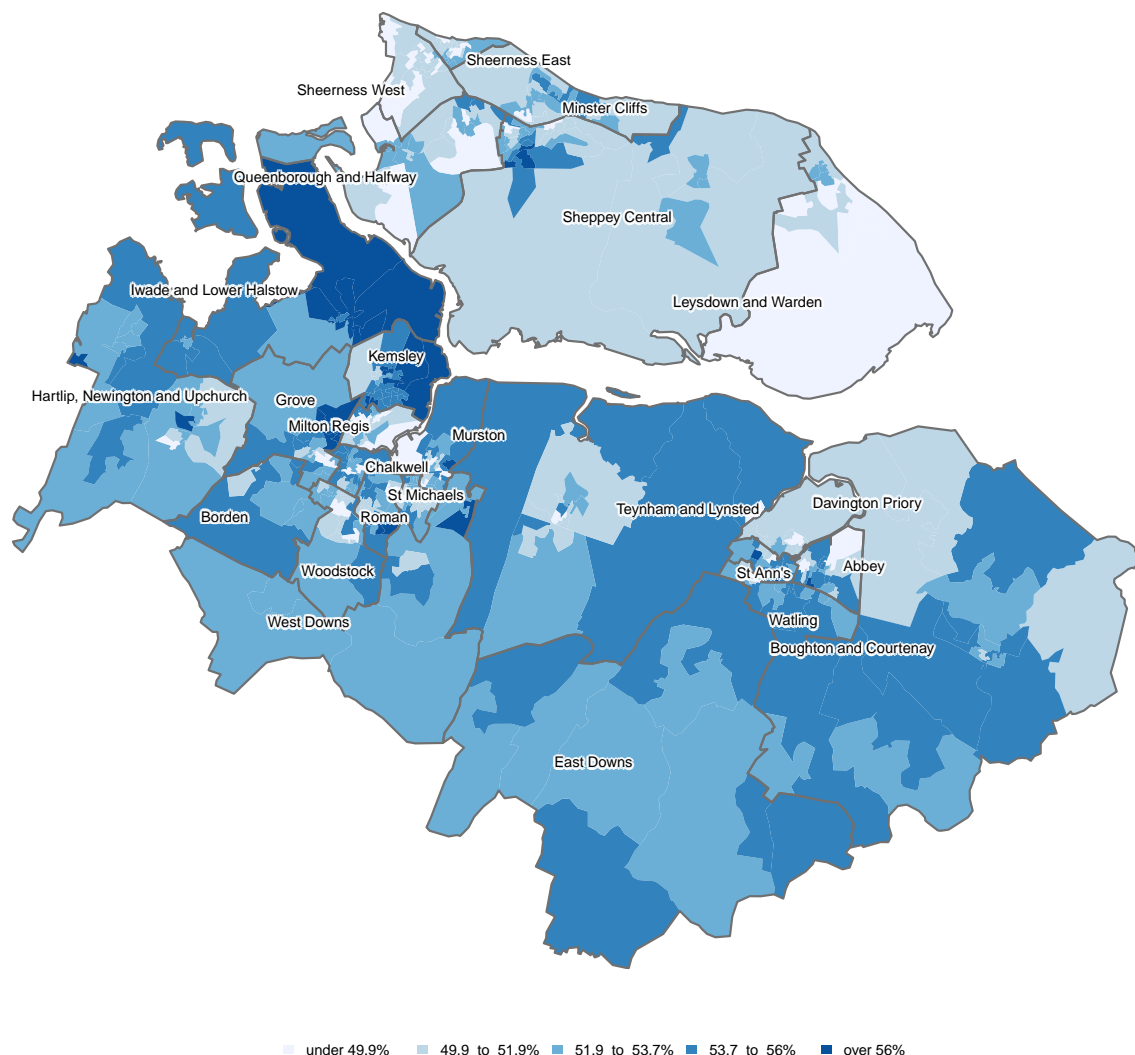 Sheerness East
Sheerness West
Minster Cliffs
Queenborough and Halfway
Sheppey Central
Iwade and Lower Halstow
Leysdown and Warden
Kemsley
Hartlip, Newington and Upchurch
Grove
Milton Regis
Murston
Chalkwell
St Michaels
Teynham and Lynsted
Davington Priory
Borden
Roman
Woodstock
St Ann's
Abbey
West Downs
Watling
Boughton and Courtenay
East Downs
under 49.9%
49.9 to 51.9%
51.9 to 53.7%
53.7 to 56%
over 56%